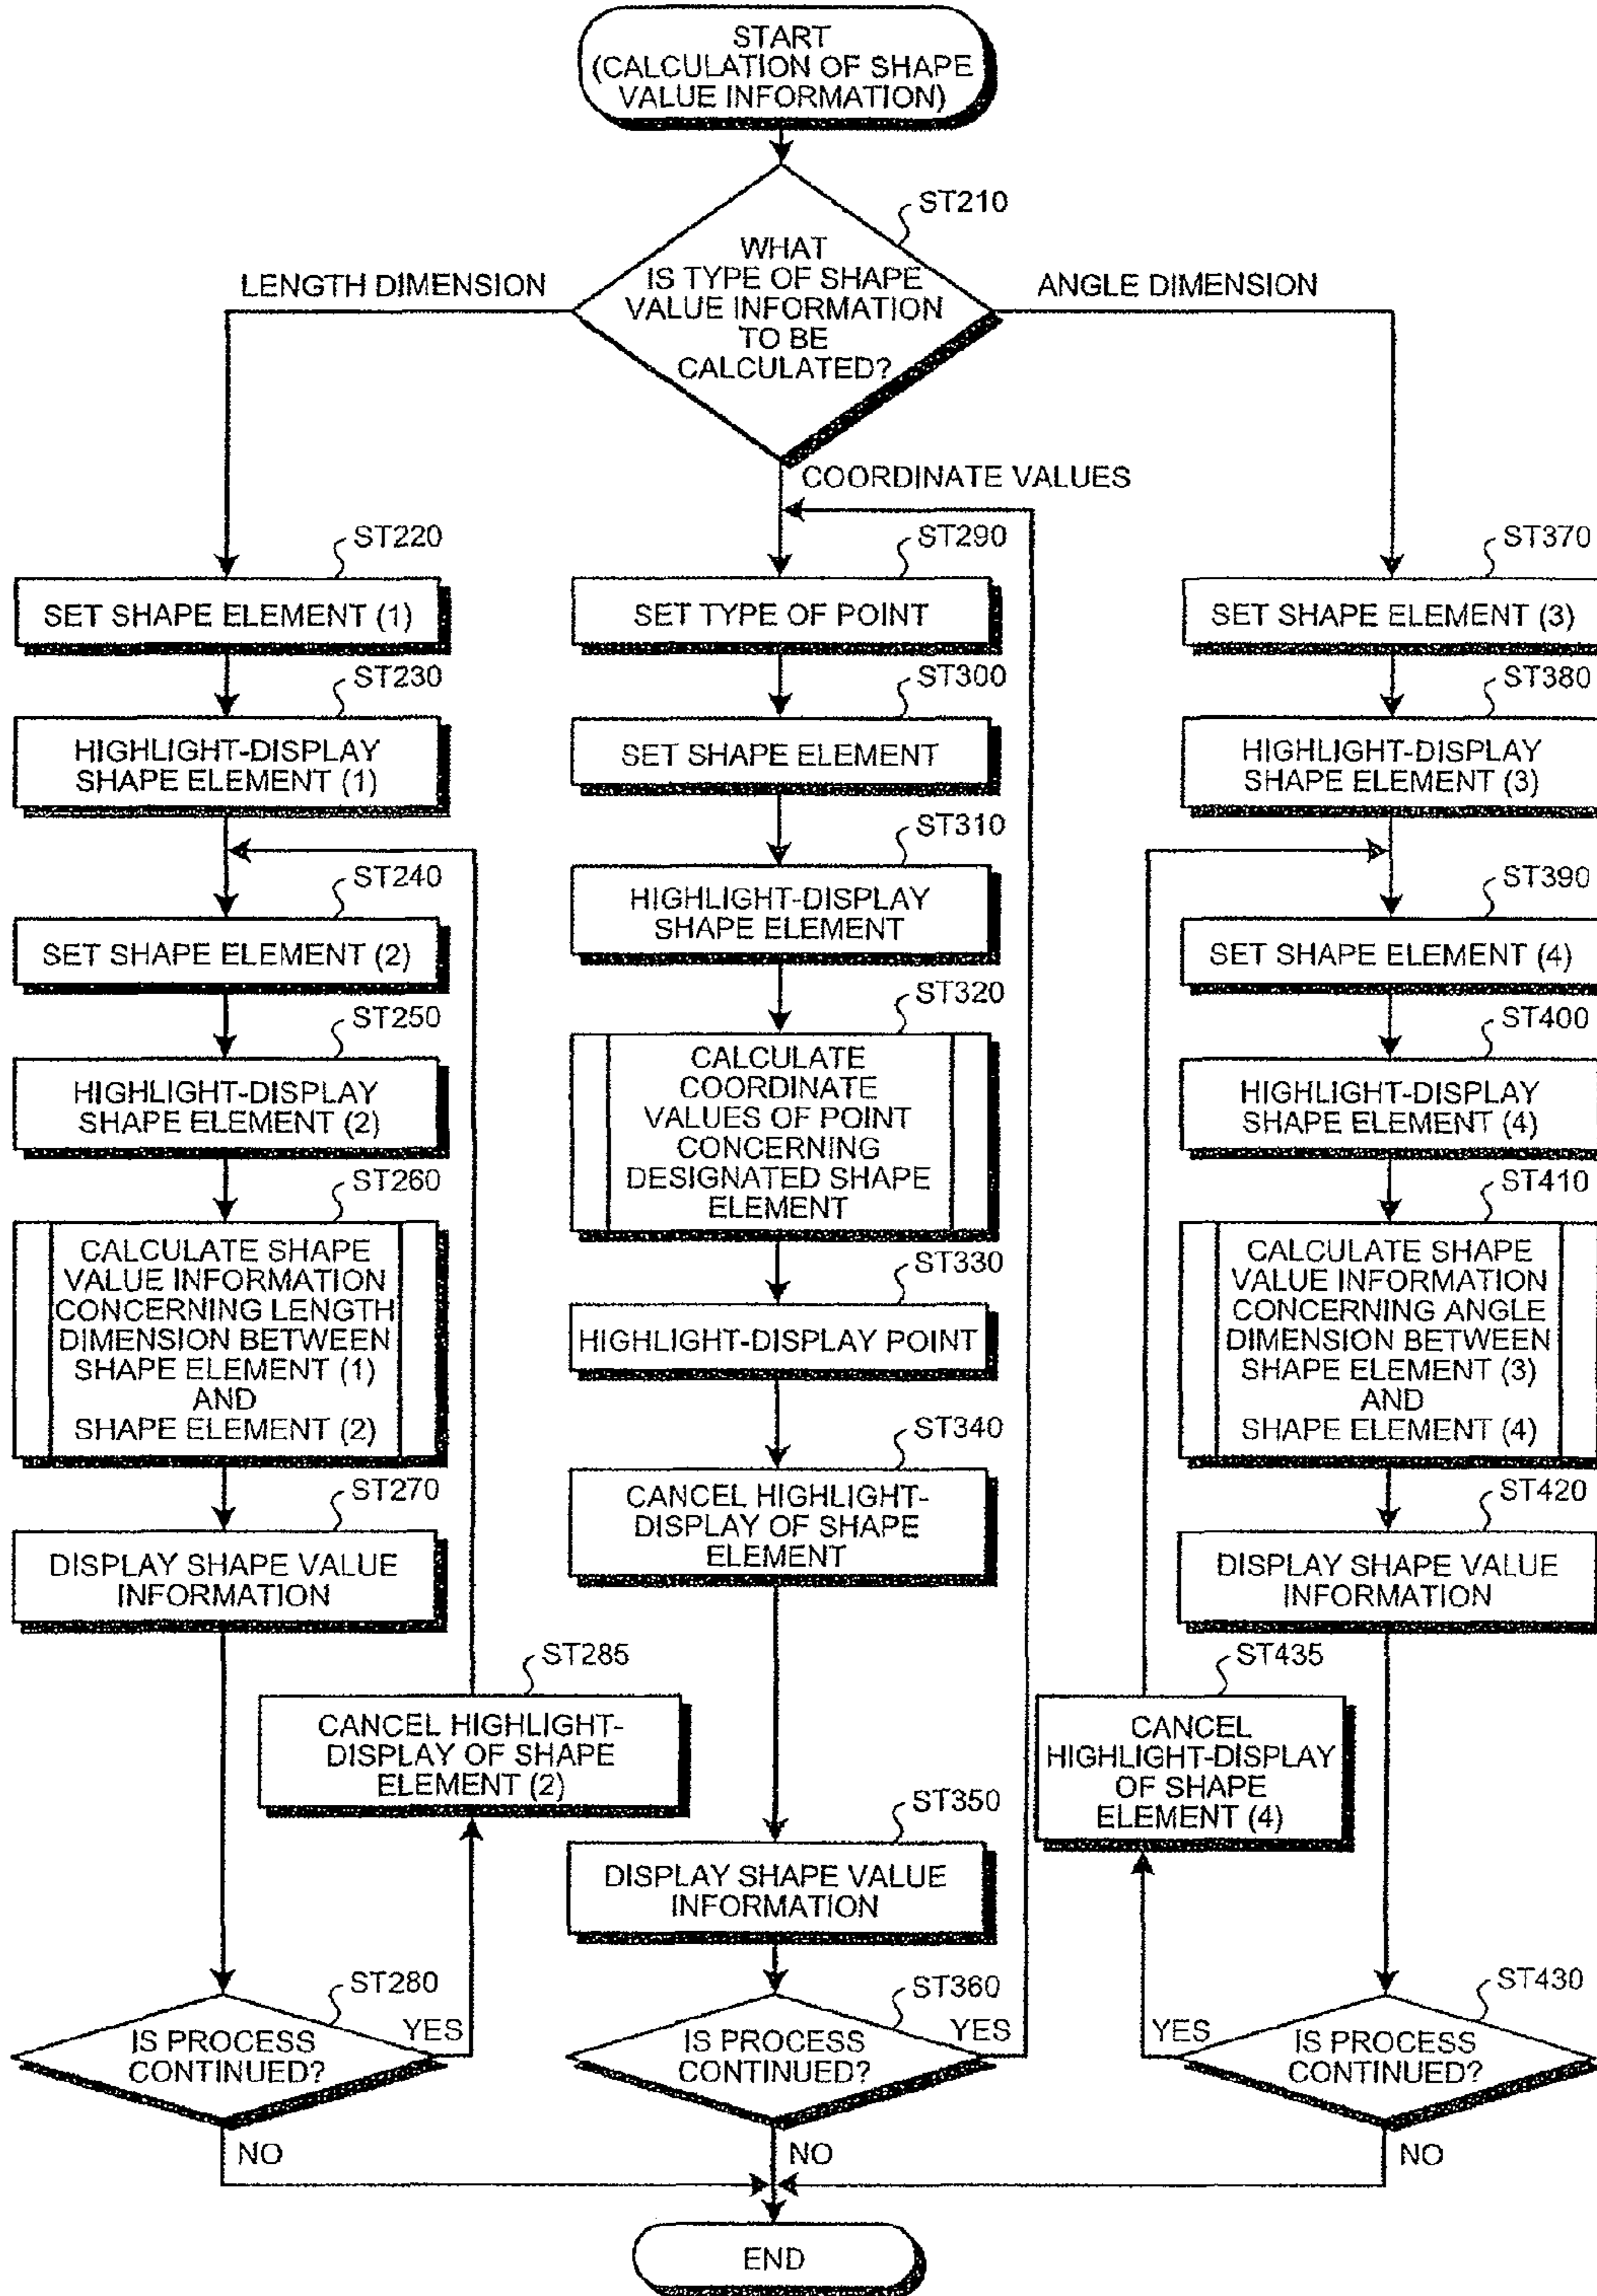 START
(CALCULATION OF SHAPE
VALUE INFORMATION)
ST210
WHAT
IS TYPE OF SHAPE
VALUE INFORMATION
TO BE
CALCULATED?
LENGTH DIMENSION
ANGLE DIMENSION
COORDINATE VALUES
ST220
SET SHAPE ELEMENT (1)
ST230
HIGHLIGHT-DISPLAY
SHAPE ELEMENT (1)
ST240
SET SHAPE ELEMENT (2)
ST250
HIGHLIGHT-DISPLAY
SHAPE ELEMENT (2)
ST260
CALCULATE SHAPE
VALUE INFORMATION
CONCERNING LENGTH
DIMENSION BETWEEN
SHAPE ELEMENT (1)
AND
SHAPE ELEMENT (2)
ST270
DISPLAY SHAPE VALUE
INFORMATION
ST285
CANCEL HIGHLIGHT-
DISPLAY OF SHAPE
ELEMENT (2)
ST280
IS PROCESS
CONTINUED?
YES
NO
ST290
SET TYPE OF POINT
ST300
SET SHAPE ELEMENT
ST310
HIGHLIGHT-DISPLAY
SHAPE ELEMENT
ST320
CALCULATE
COORDINATE
VALUES OF POINT
CONCERNING
DESIGNATED SHAPE
ELEMENT
ST330
HIGHLIGHT-DISPLAY POINT
ST340
CANCEL HIGHLIGHT-
DISPLAY OF SHAPE
ELEMENT
ST350
DISPLAY SHAPE VALUE
INFORMATION
ST360
IS PROCESS
CONTINUED?
YES
NO
ST370
SET SHAPE ELEMENT (3)
ST380
HIGHLIGHT-DISPLAY
SHAPE ELEMENT (3)
ST390
SET SHAPE ELEMENT (4)
ST400
HIGHLIGHT-DISPLAY
SHAPE ELEMENT (4)
ST410
CALCULATE SHAPE
VALUE INFORMATION
CONCERNING ANGLE
DIMENSION BETWEEN
SHAPE ELEMENT (3)
AND
SHAPE ELEMENT (4)
ST420
DISPLAY SHAPE VALUE
INFORMATION
ST435
CANCEL
HIGHLIGHT-DISPLAY
OF SHAPE
ELEMENT (4)
ST430
IS PROCESS
CONTINUED?
YES
NO
END